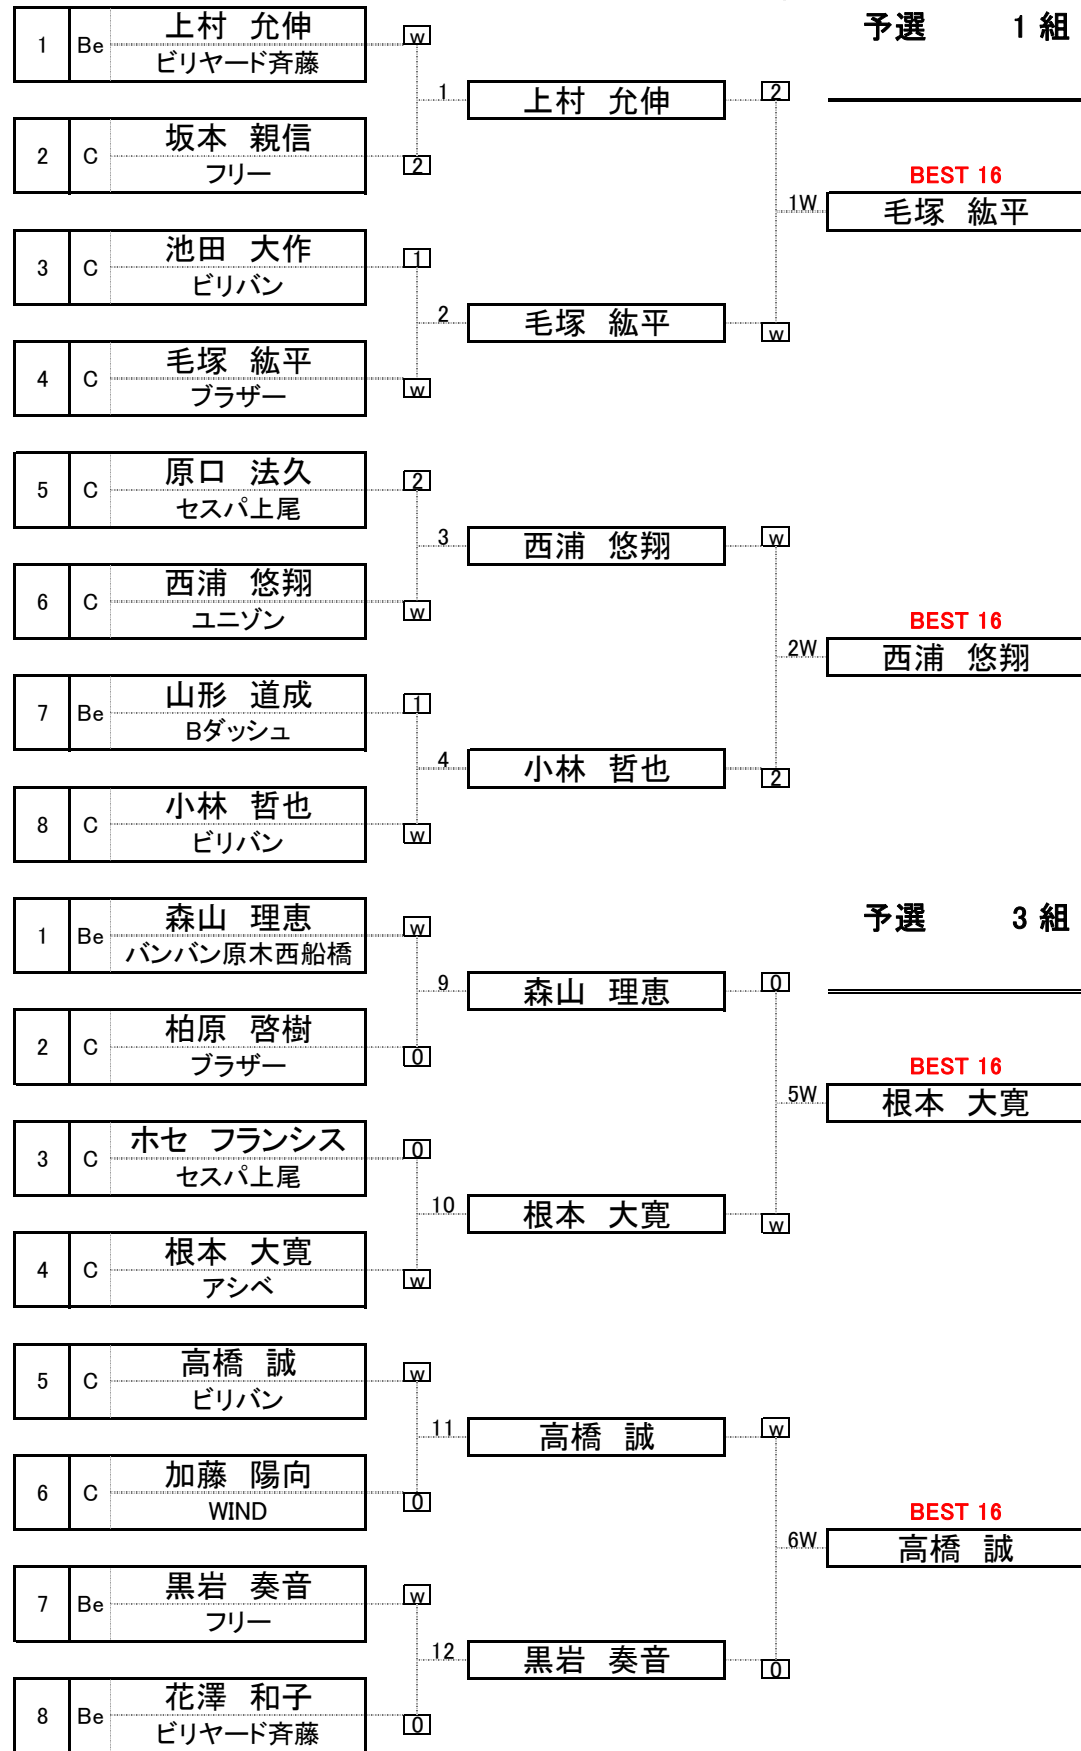 予選 1 組
1 Be 上村 允伸 w
ビリヤード斉藤
1 上村 允伸 2
2 C 坂本 親信 2
フリー
BEST 16
1W 毛塚 紘平
3 C 池田 大作 1
ビリバン
2 毛塚 紘平 w
4 C 毛塚 紘平 w
ブラザー
5 C 原口 法久 2
セスパ上尾
3 西浦 悠翔 w
6 C 西浦 悠翔 w
ユニゾン
BEST 16
2W 西浦 悠翔
7 Be 山形 道成 1
Bダッシュ
4 小林 哲也 2
8 C 小林 哲也 w
ビリバン
予選 3 組
1 Be 森山 理恵 w
バンバン原木西船橋
9 森山 理恵 0
2 C 柏原 啓樹 0
ブラザー
BEST 16
5W 根本 大寛
3 C ホセ フランシス 0
セスパ上尾
10 根本 大寛 w
4 C 根本 大寛 w
アシベ
5 C 高橋 誠 w
ビリバン
11 高橋 誠 w
6 C 加藤 陽向 0
WIND
BEST 16
6W 高橋 誠
7 Be 黒岩 奏音 w
フリー
12 黒岩 奏音 0
8 Be 花澤 和子 0
ビリヤード斉藤